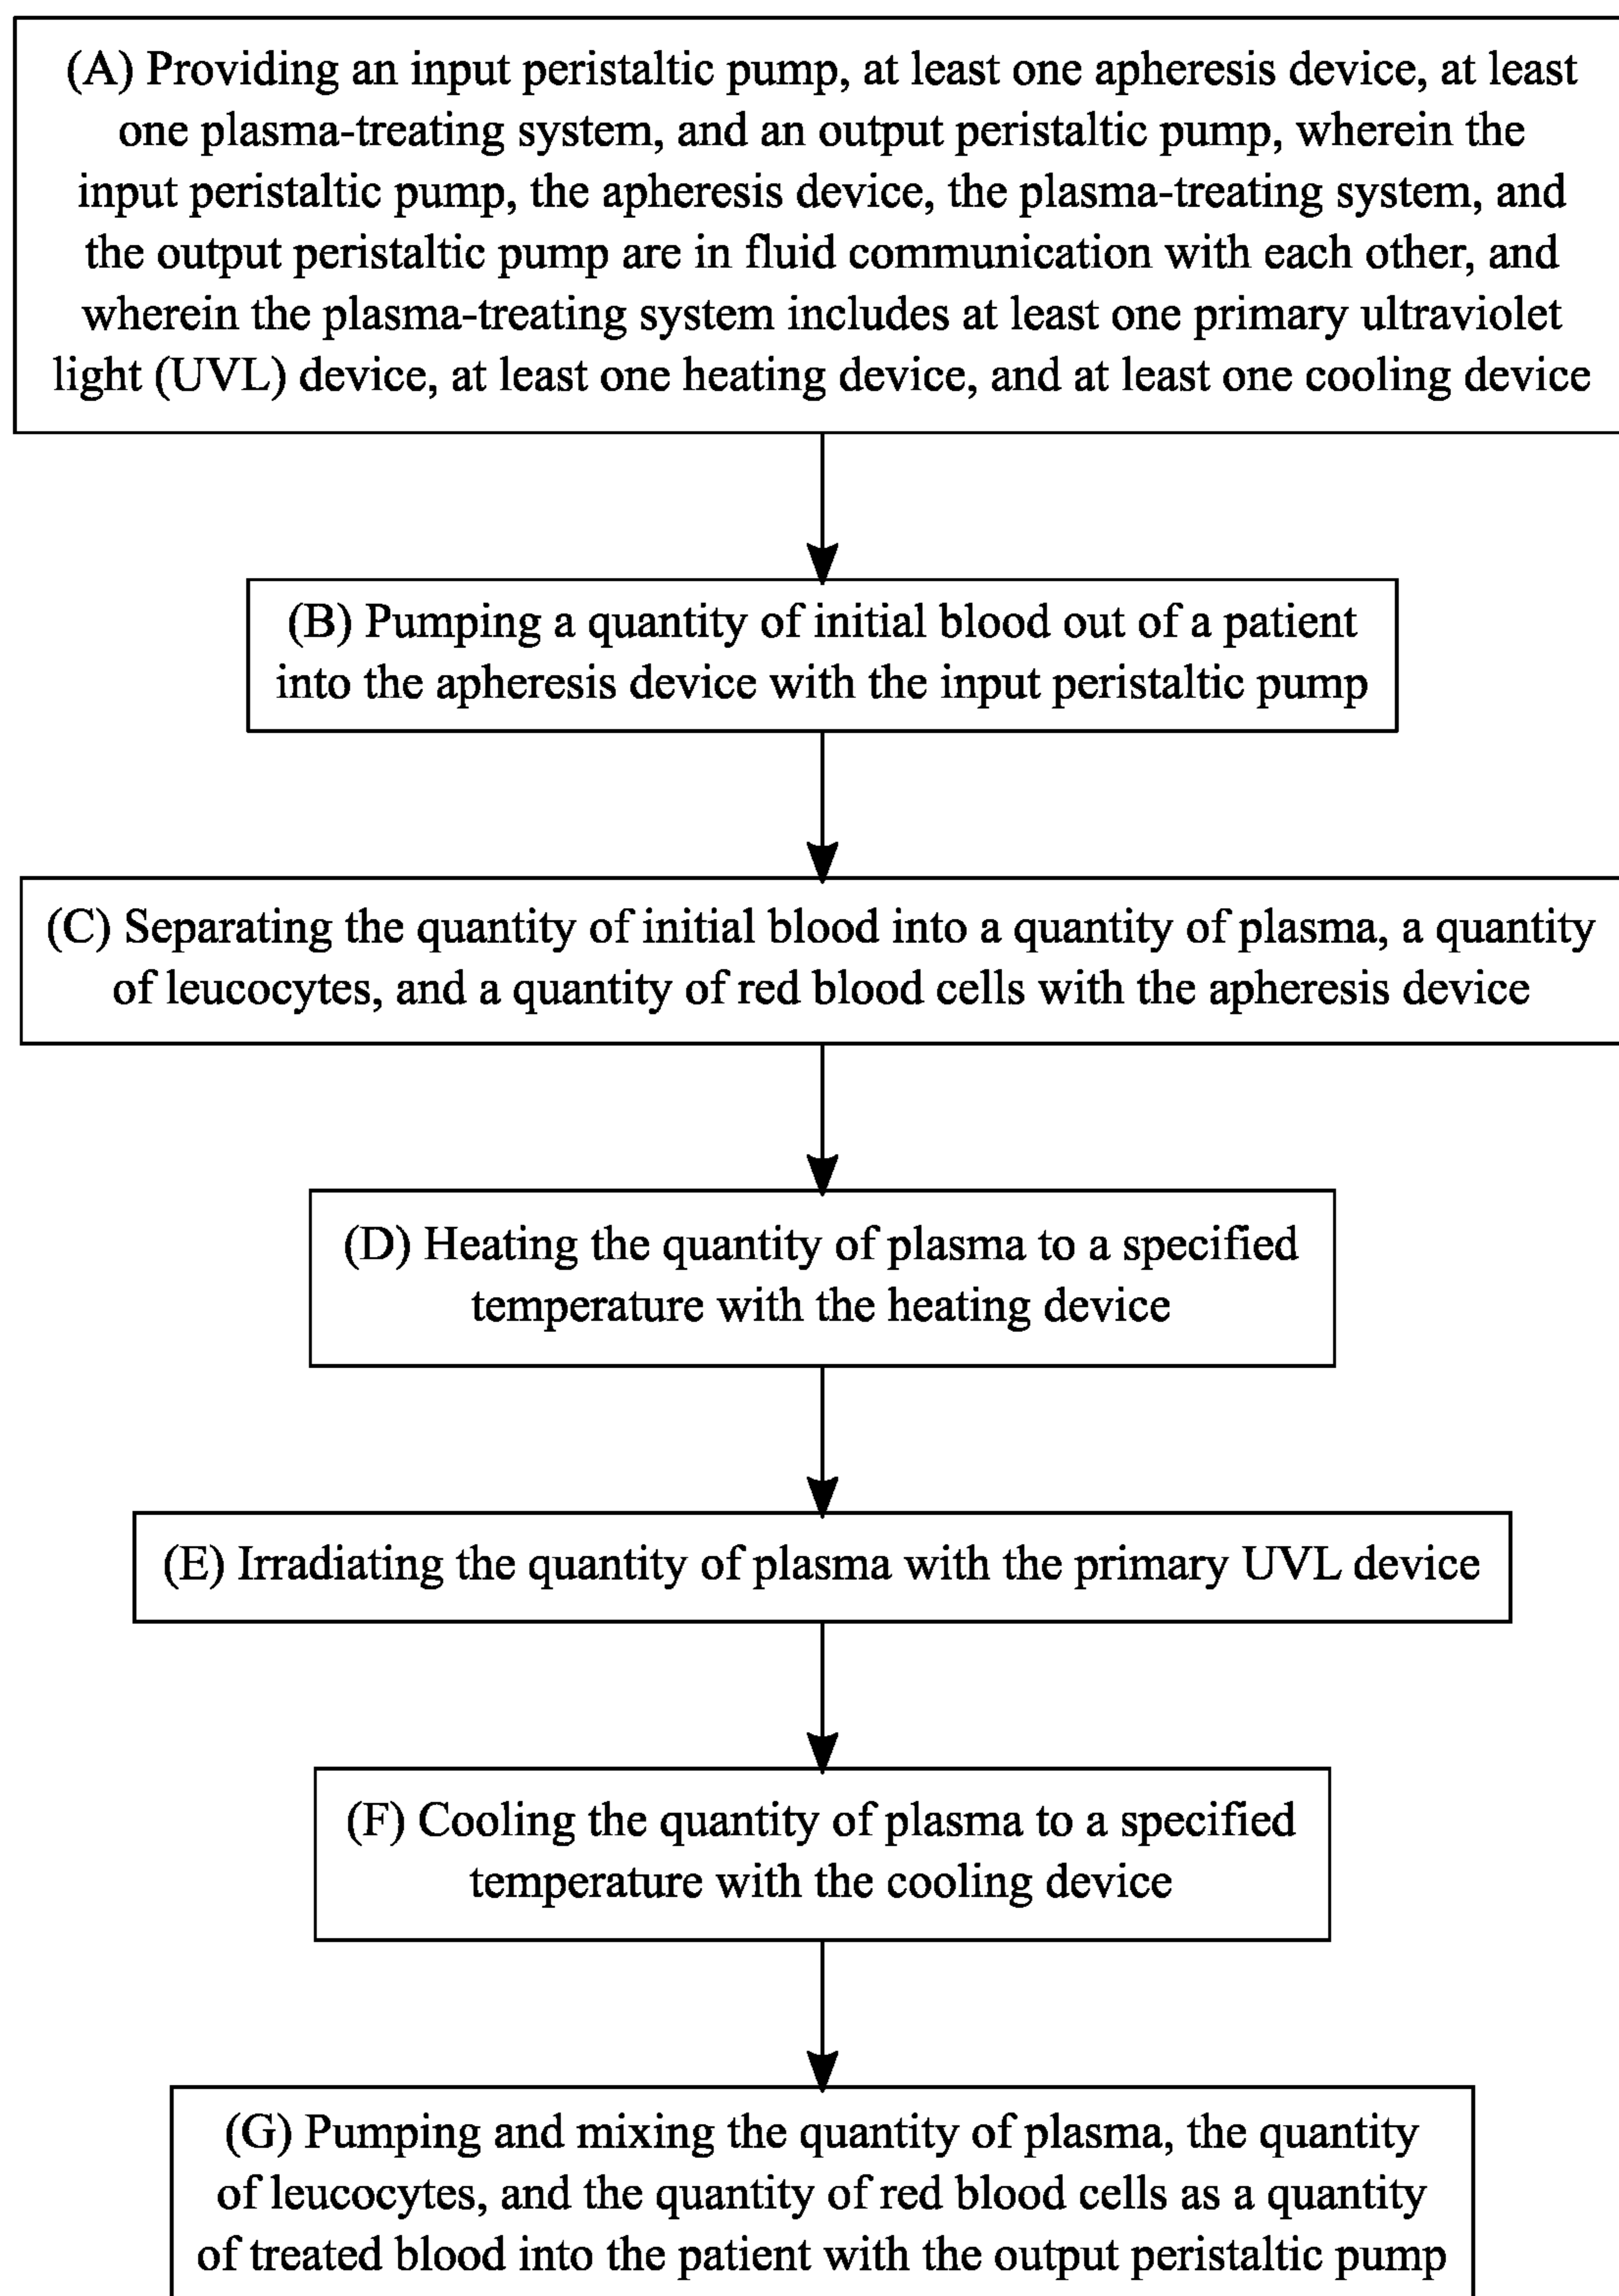 (A) Providing an input peristaltic pump, at least one apheresis device, at least
one plasma-treating system, and an output peristaltic pump, wherein the
input peristaltic pump, the apheresis device, the plasma-treating system, and
the output peristaltic pump are in fluid communication with each other, and
wherein the plasma-treating system includes at least one primary ultraviolet
light (UVL) device, at least one heating device, and at least one cooling device
(B) Pumping a quantity of initial blood out of a patient
into the apheresis device with the input peristaltic pump
(C) Separating the quantity of initial blood into a quantity of plasma, a quantity
of leucocytes, and a quantity of red blood cells with the apheresis device
(D) Heating the quantity of plasma to a specified
temperature with the heating device
(E) Irradiating the quantity of plasma with the primary UVL device
(F) Cooling the quantity of plasma to a specified
temperature with the cooling device
(G) Pumping and mixing the quantity of plasma, the quantity
of leucocytes, and the quantity of red blood cells as a quantity
of treated blood into the patient with the output peristaltic pump